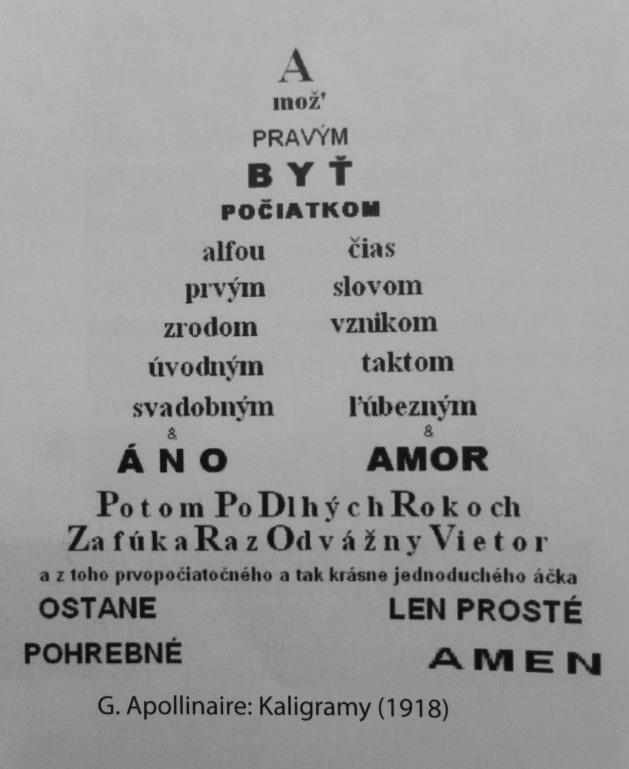 A
mož'
PRAVÝM
BYŤ
POČIATKOM
alfou čias
prvým slovom
zrodom vznikom
úvodným taktom
svadobným ľúbezným
& &
ÁNO AMOR
Potom Po Dlhých Rokoch
Zafúka Raz Odvážny Vietor
a z toho prvopočiatočného a tak krásne jednoduchého áčka
OSTANE LEN PROSTÉ
POHREBNÉ AMEN
G. Apollinaire: Kaligramy (1918)